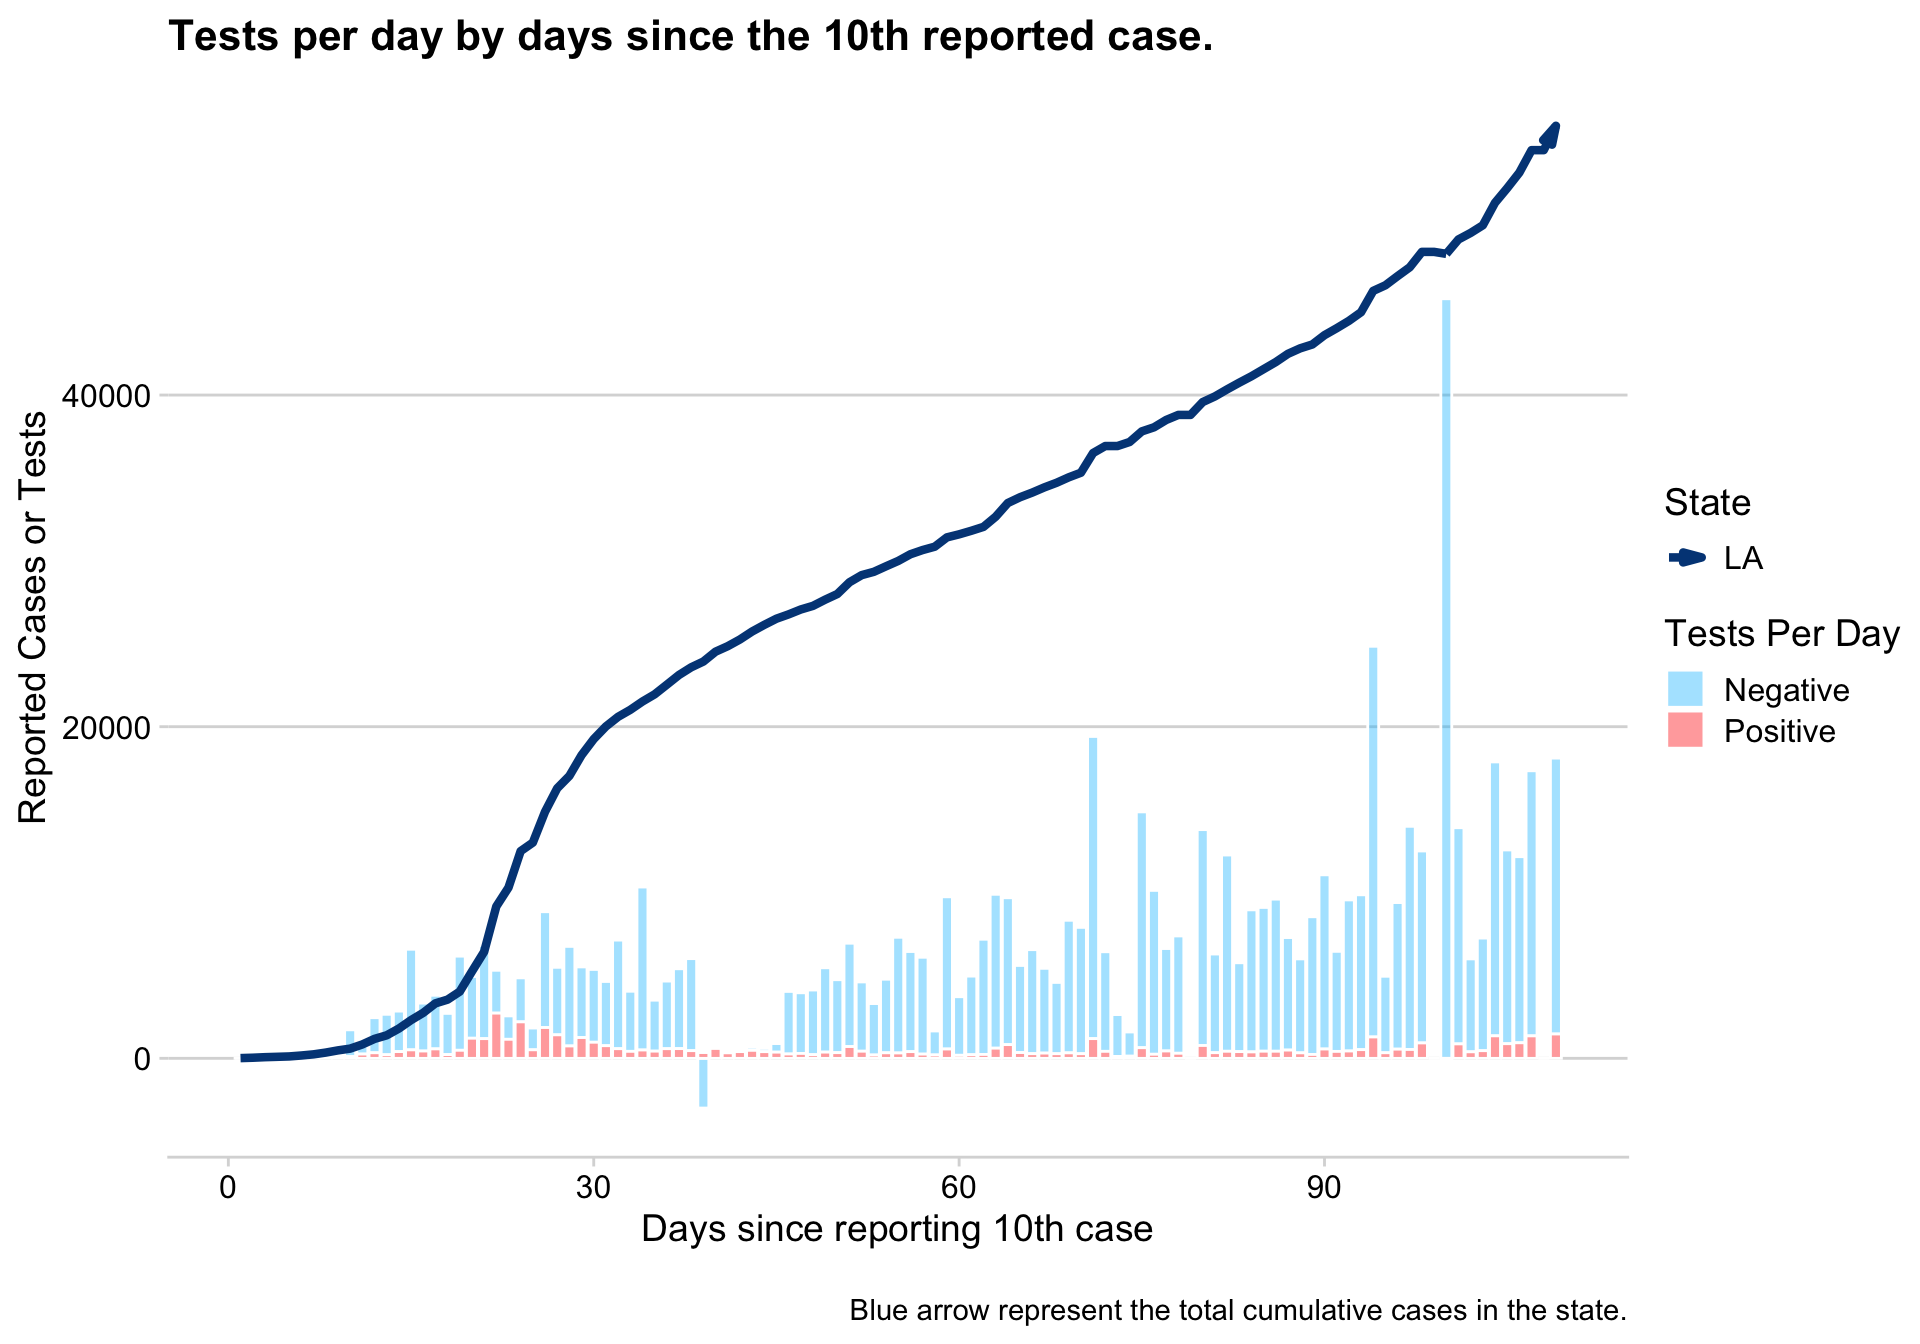 Tests per day by days since the 10th reported case.
Reported Cases or Tests
40000
20000
0
0
30
60
90
Days since reporting 10th case
State
LA
Tests Per Day
Negative
Positive
Blue arrow represent the total cumulative cases in the state.